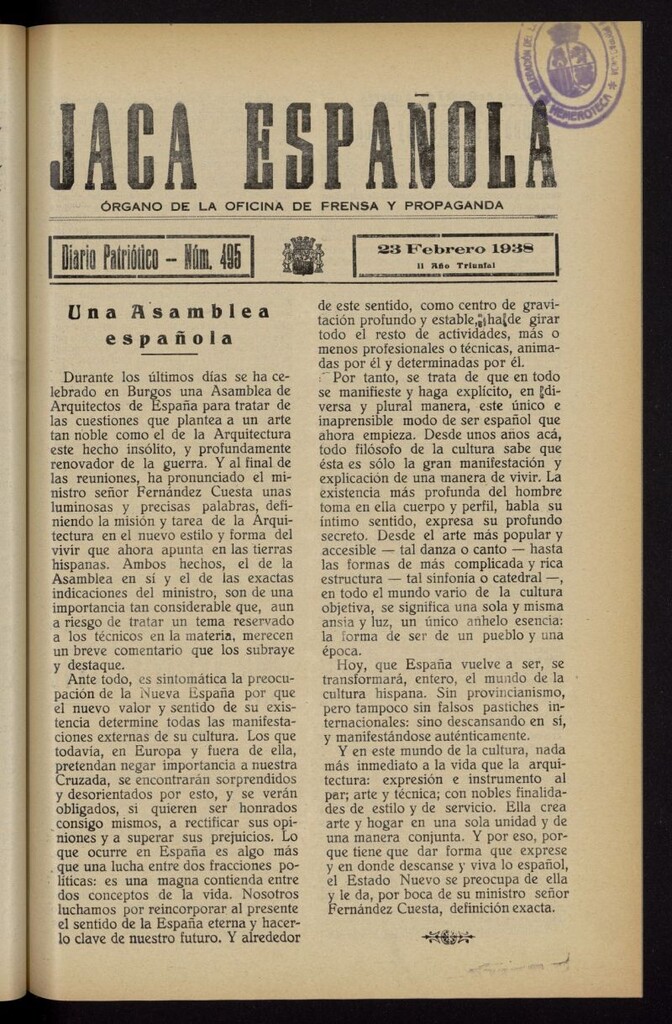 JACA ESPAÑOLA
ÓRGANO DE LA OFICINA DE FRENSA Y PROPAGANDA
Diario Patriótico — Núm. 495
23 Febrero 1938
II Año Triunfal
HEMEROTECA
Una Asamblea
española
Durante los últimos días se ha ce-
lebrado en Burgos una Asamblea de
Arquitectos de España para tratar de
las cuestiones que plantea a un arte
tan noble como el de la Arquitectura
este hecho insólito, y profundamente
renovador de la guerra. Y al final de
las reuniones, ha pronunciado el mi-
nistro señor Fernández Cuesta unas
luminosas y precisas palabras, defi-
niendo la misión y tarea de la Arqui-
tectura en el nuevo estilo y forma del
vivir que ahora apunta en las tierras
hispanas. Ambos hechos, el de la
Asamblea en sí y el de las exactas
indicaciones del ministro, son de una
importancia tan considerable que, aun
a riesgo de tratar un tema reservado
a los técnicos en la materia, merecen
un breve comentario que los subraye
y destaque.
Ante todo, es sintomática la preocu-
pación de la Nueva España por que
el nuevo valor y sentido de su exis-
tencia determine todas las manifesta-
ciones externas de su cultura. Los que
todavía, en Europa y fuera de ella,
pretendan negar importancia a nuestra
Cruzada, se encontrarán sorprendidos
y desorientados por esto, y se verán
obligados, si quieren ser honrados
consigo mismos, a rectificar sus opi-
niones y a superar sus prejuicios. Lo
que ocurre en España es algo más
que una lucha entre dos fracciones po-
líticas: es una magna contienda entre
dos conceptos de la vida. Nosotros
luchamos por reincorporar al presente
el sentido de la España eterna y hacer-
lo clave de nuestro futuro. Y alrededor
de este sentido, como centro de gravi-
tación profundo y estable, ha de girar
todo el resto de actividades, más o
menos profesionales o técnicas, anima-
das por él y determinadas por él.
Por tanto, se trata de que en todo
se manifieste y haga explícito, en di-
versa y plural manera, este único e
inaprensible modo de ser español que
ahora empieza. Desde unos años acá,
todo filósofo de la cultura sabe que
ésta es sólo la gran manifestación y
explicación de una manera de vivir. La
existencia más profunda del hombre
toma en ella cuerpo y perfil, habla su
íntimo sentido, expresa su profundo
secreto. Desde el arte más popular y
accesible — tal danza o canto — hasta
las formas de más complicada y rica
estructura — tal sinfonía o catedral —,
en todo el mundo vario de la cultura
objetiva, se significa una sola y misma
ansia y luz, un único añhelo esencia:
la forma de ser de un pueblo y una
época.
Hoy, que España vuelve a ser, se
transformará, entero, el mundo de la
cultura hispana. Sin provincianismo,
pero tampoco sin falsos pastiches in-
ternacionales: sino descansando en sí,
y manifestándose auténticamente.
Y en este mundo de la cultura, nada
más inmediato a la vida que la arqui-
tectura: expresión e instrumento al
par; arte y técnica; con nobles finalida-
des de estilo y de servicio. Ella crea
arte y hogar en una sola unidad y de
una manera conjunta. Y por eso, por-
que tiene que dar forma que exprese
y en donde descanse y viva lo español,
el Estado Nuevo se preocupa de ella
y le da, por boca de su ministro señor
Fernández Cuesta, definición exacta.